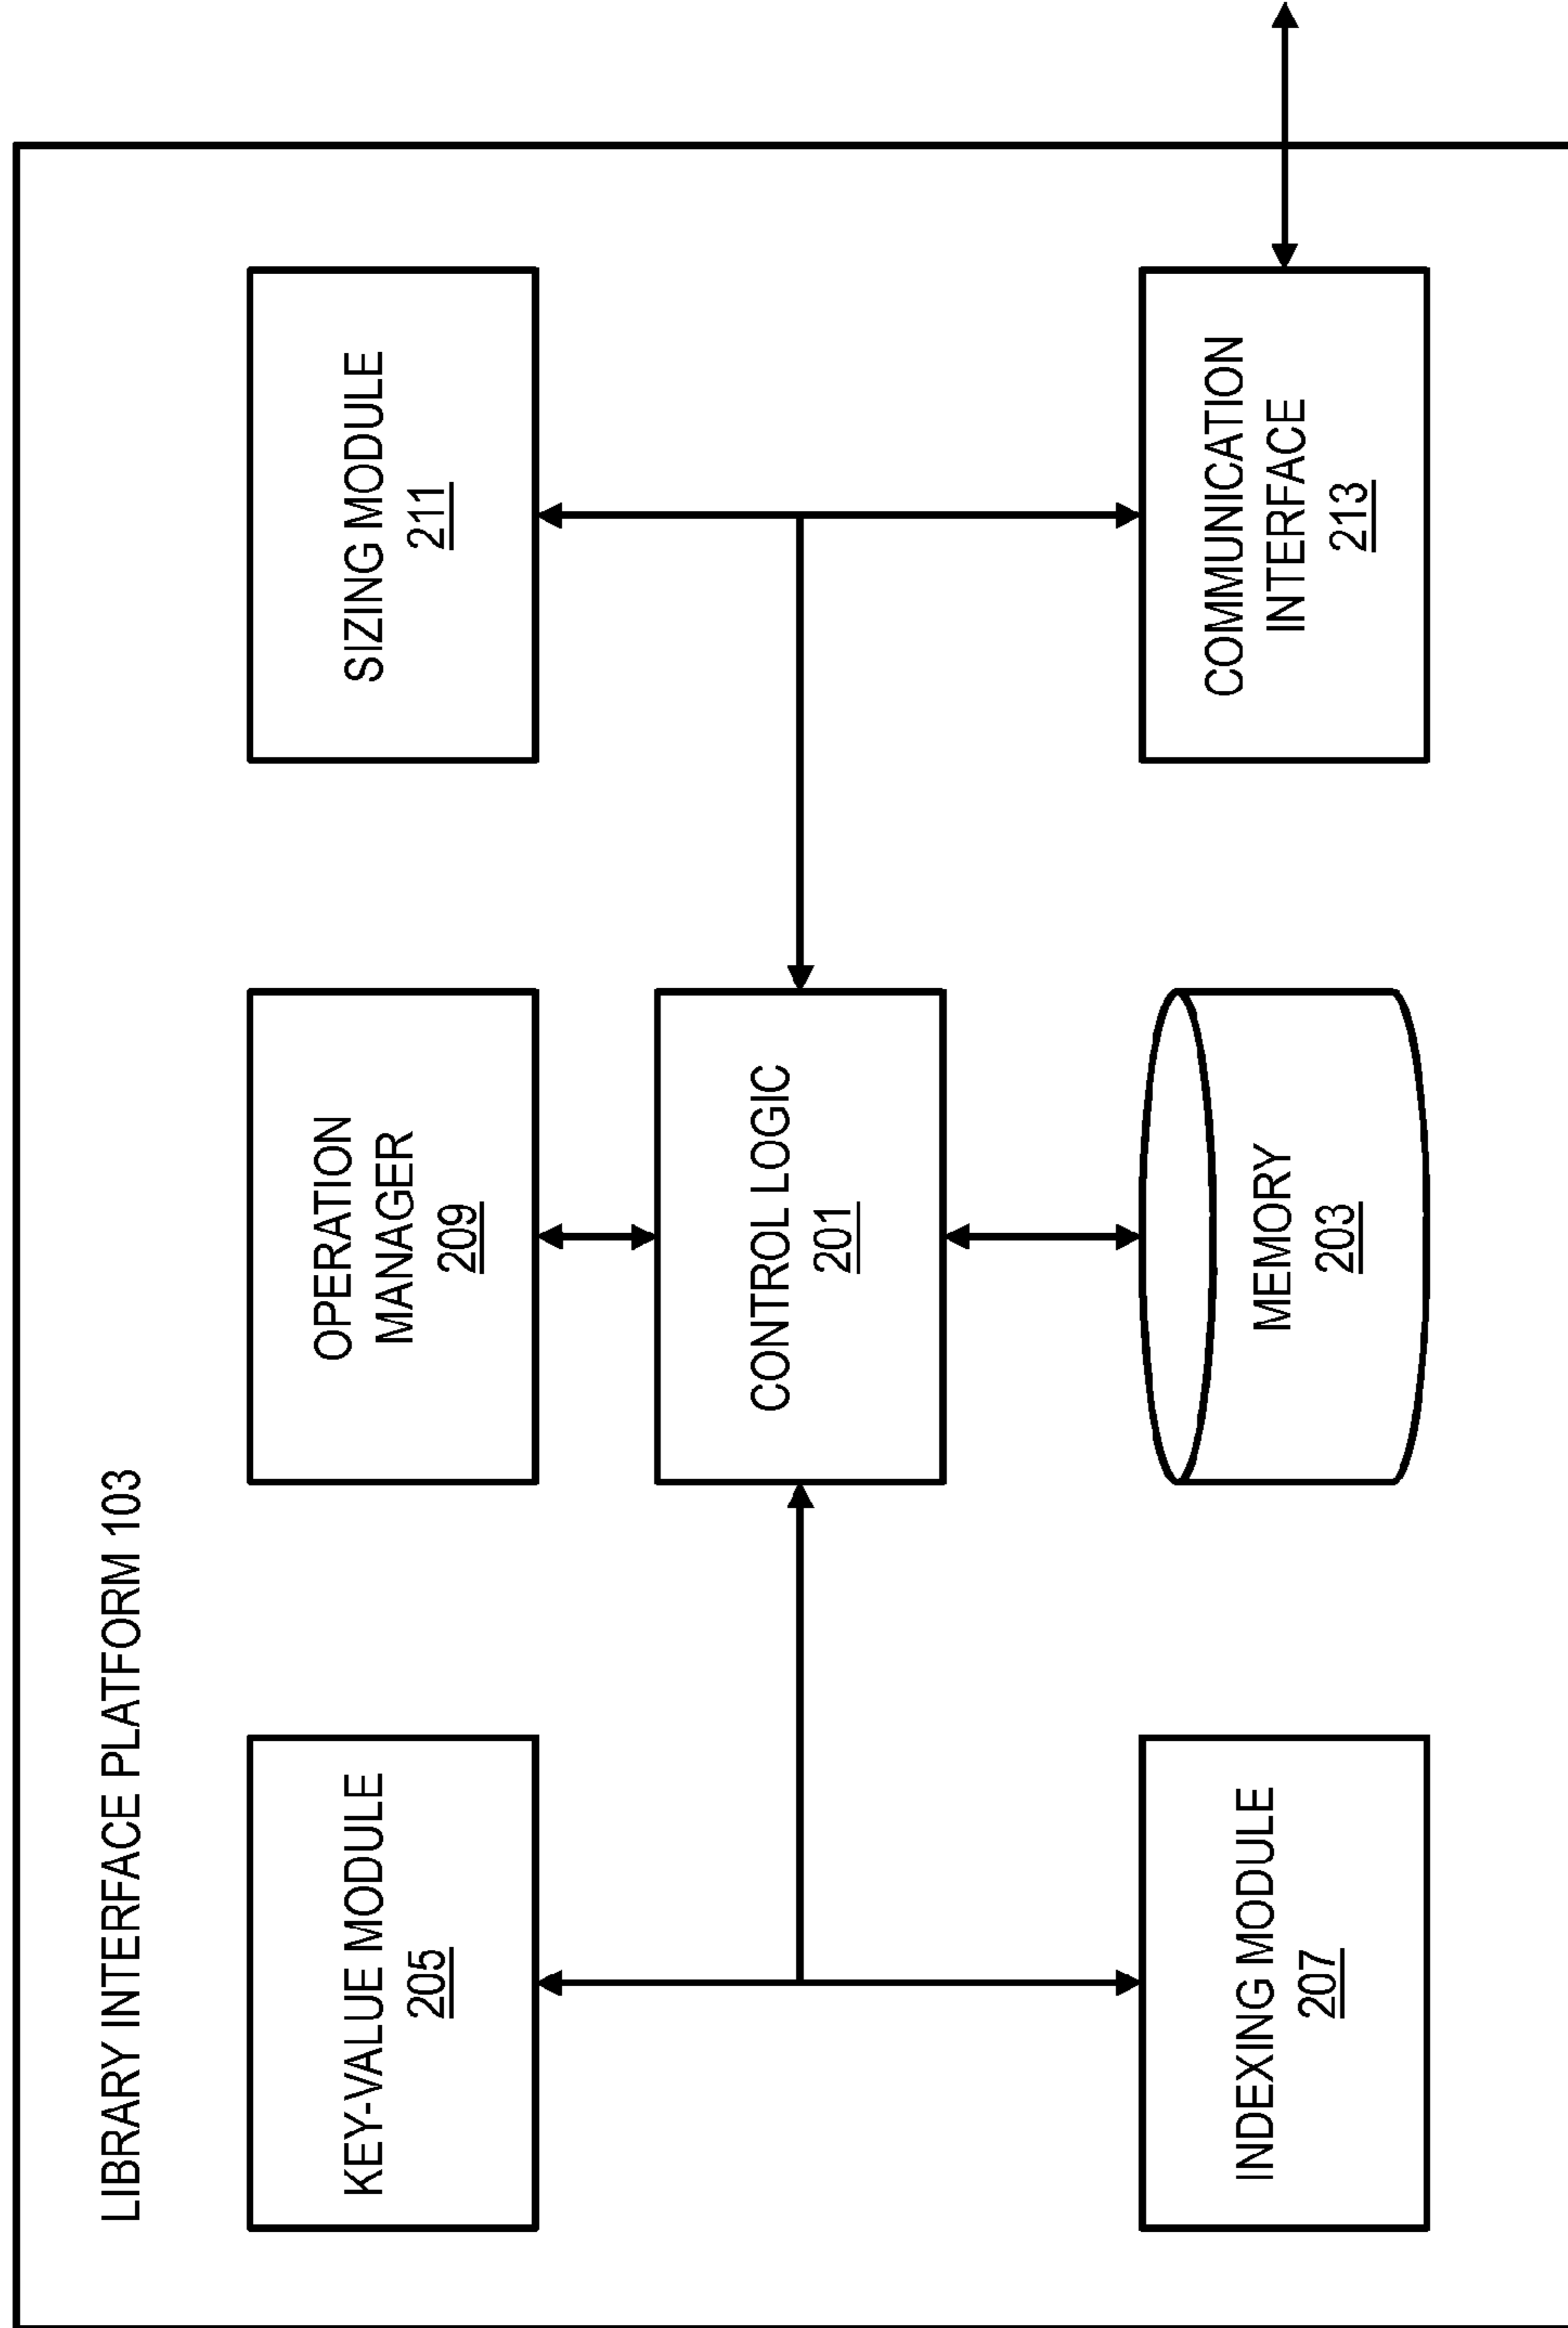 LIBRARY INTERFACE PLATFORM 103
KEY-VALUE MODULE
205
OPERATION
MANAGER
209
SIZING MODULE
211
CONTROL LOGIC
201
INDEXING MODULE
207
MEMORY
203
COMMUNICATION
INTERFACE
213